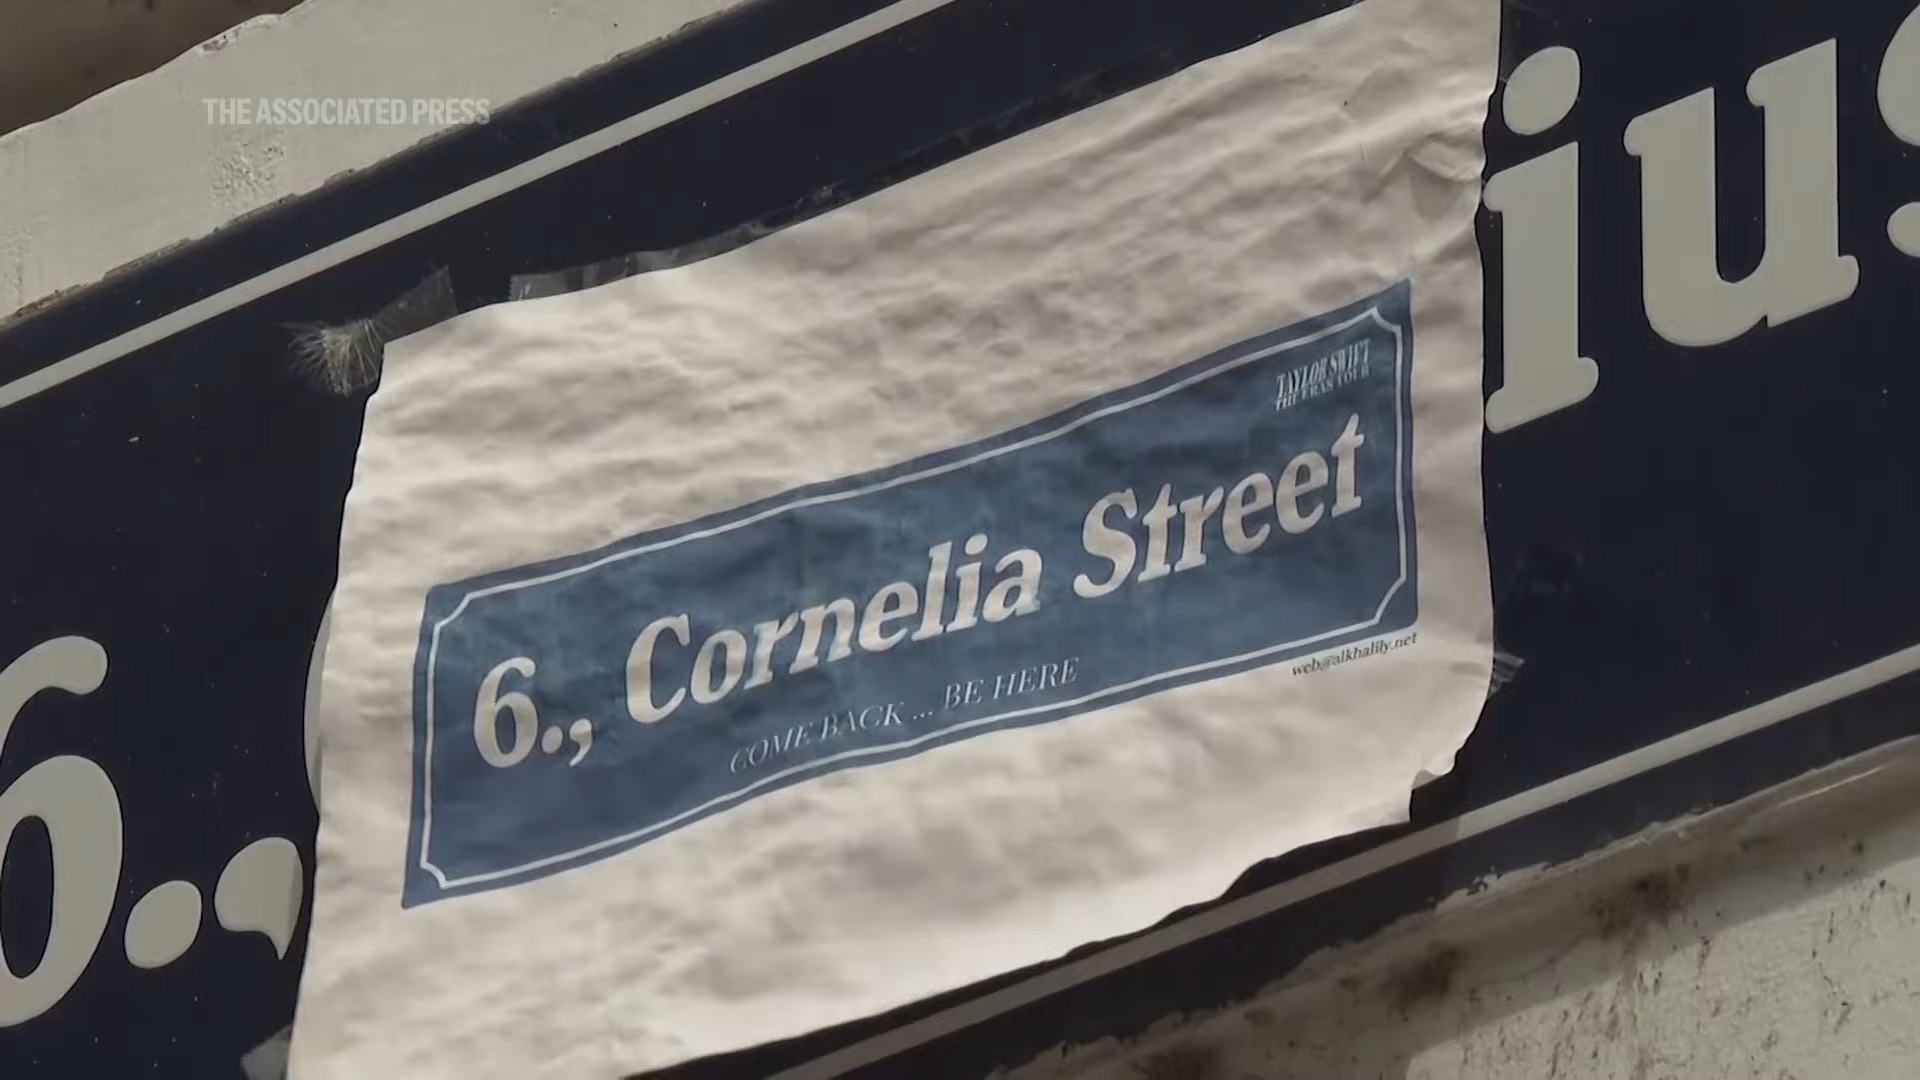 THE ASSOCIATED PRESS
TAYLOR SWIFT
THE ERAS TOUR
6., Cornelia Street
COME BACK ... BE HERE
web@alkhalily.net
6.,
ius